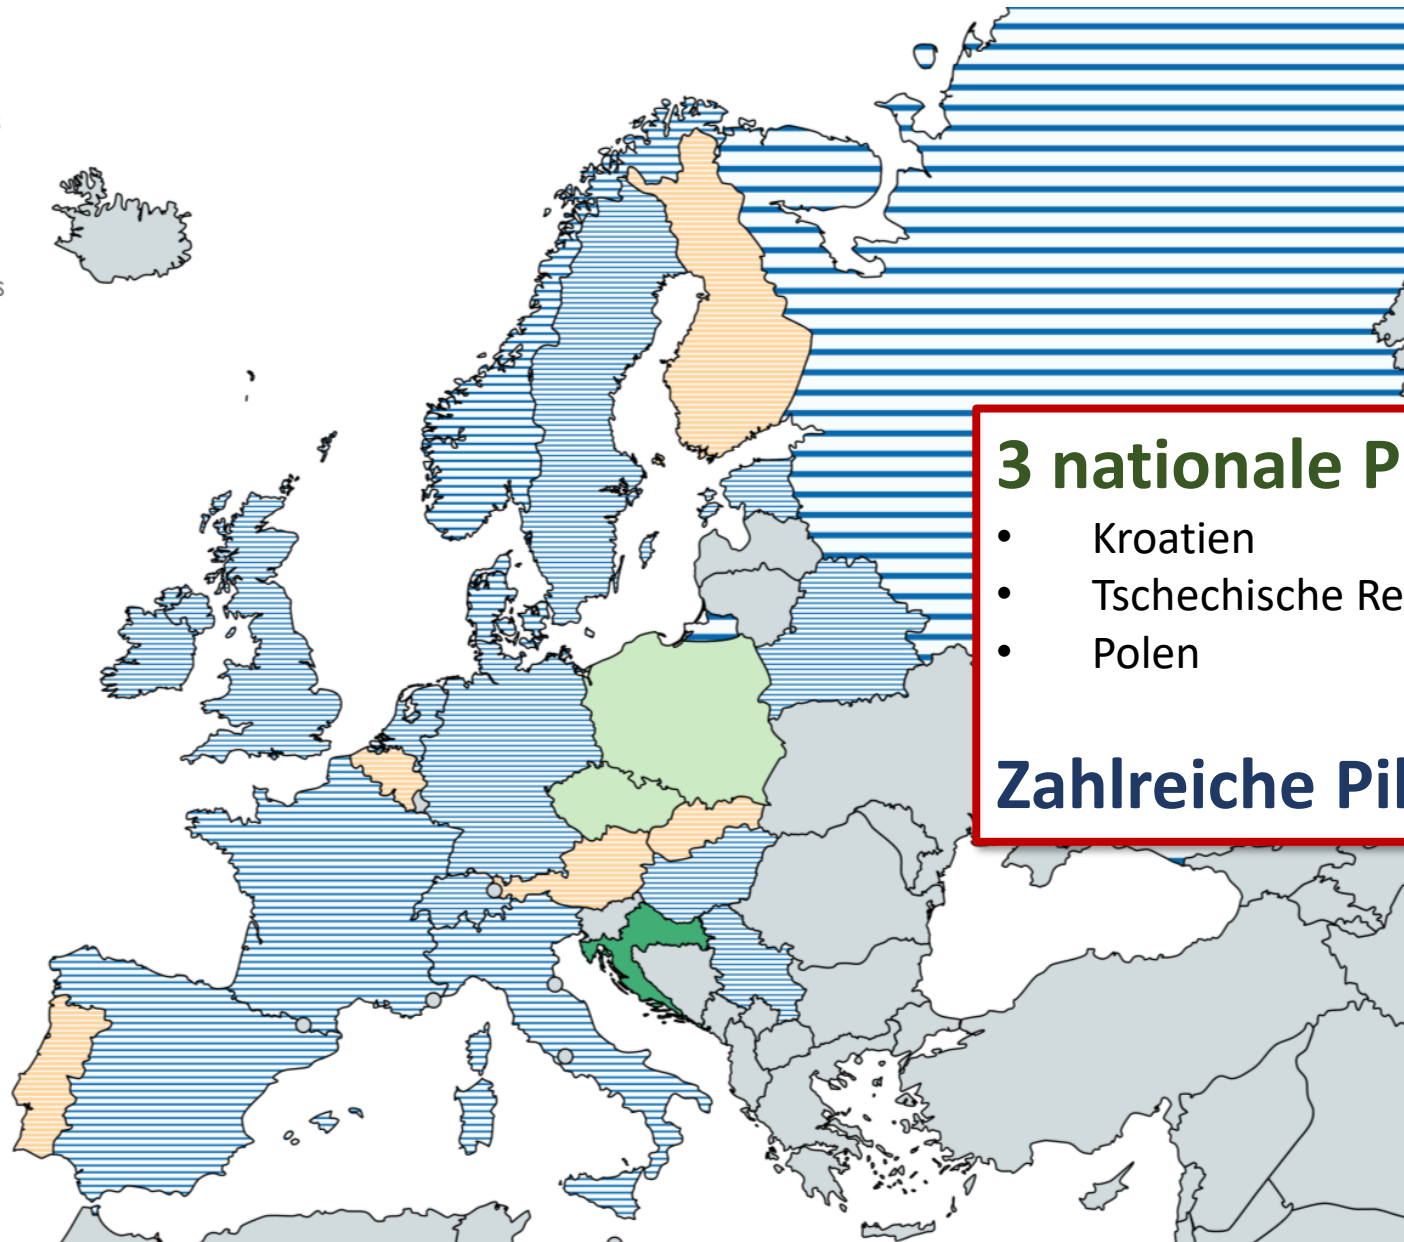 3 nationale P
• Kroatien
• Tschechische Re
• Polen
Zahlreiche Pil